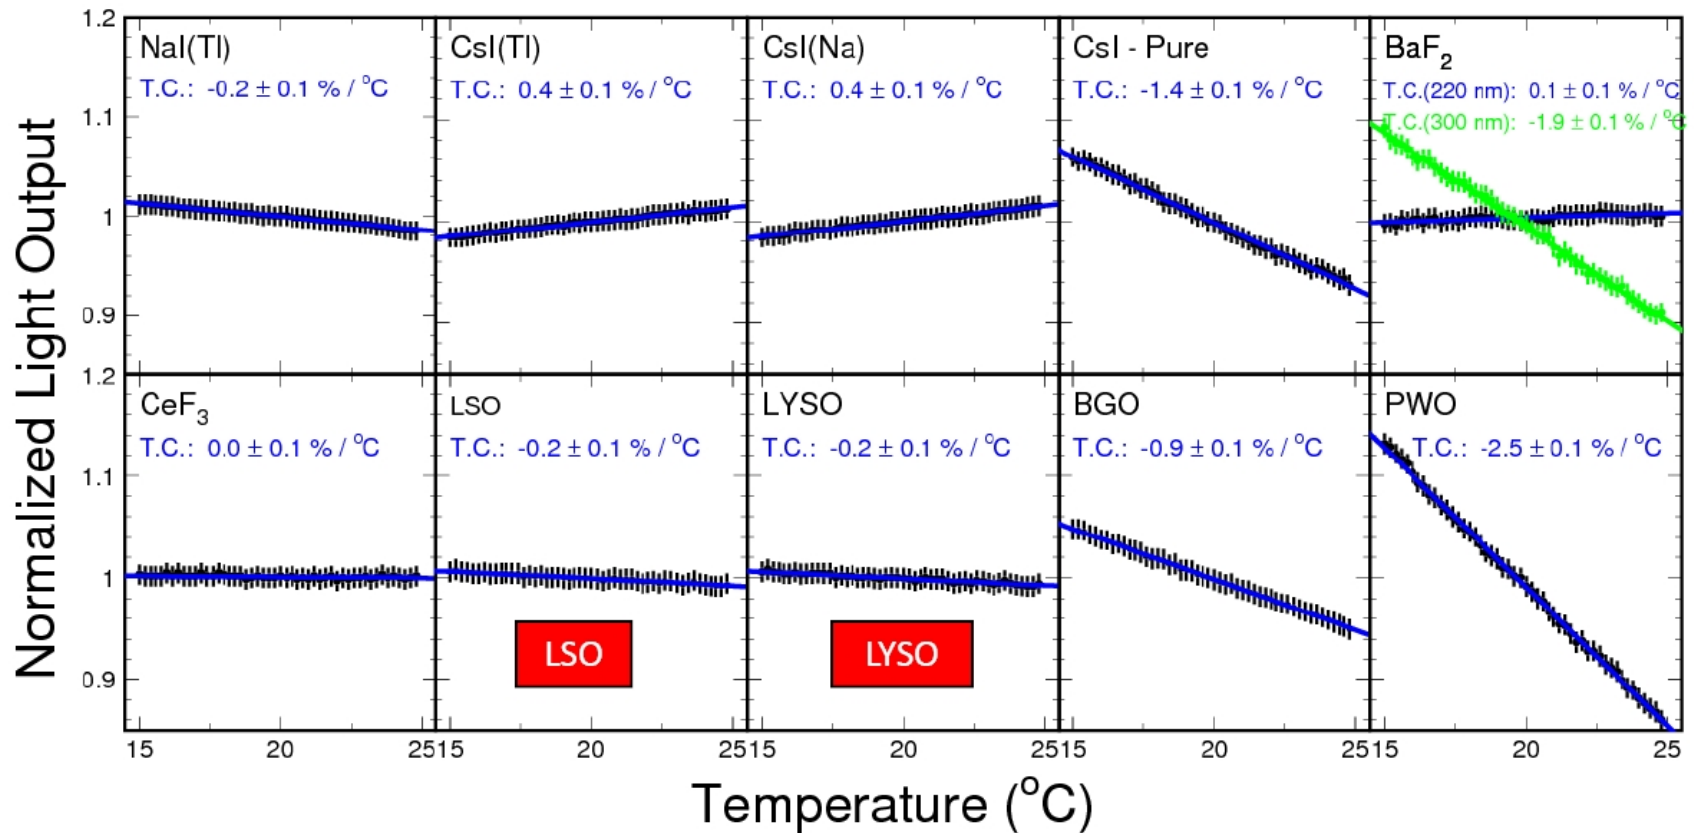 Normalized Light Output
1.2
1.1
1
0.9
NaI(Tl)
T.C.: -0.2 ± 0.1 % / °C
CsI(Tl)
T.C.: 0.4 ± 0.1 % / °C
CsI(Na)
T.C.: 0.4 ± 0.1 % / °C
CsI - Pure
T.C.: -1.4 ± 0.1 % / °C
BaF₂
T.C.(220 nm): 0.1 ± 0.1 % / °C
T.C.(300 nm): -1.9 ± 0.1 % / °C
1.2
1.1
1
0.9
CeF₃
T.C.: 0.0 ± 0.1 % / °C
LSO
T.C.: -0.2 ± 0.1 % / °C
LSO
LYSO
T.C.: -0.2 ± 0.1 % / °C
LYSO
BGO
T.C.: -0.9 ± 0.1 % / °C
PWO
T.C.: -2.5 ± 0.1 % / °C
15 20 25 15 20 25 15 20 25 15 20 25 15 20 25
Temperature (°C)